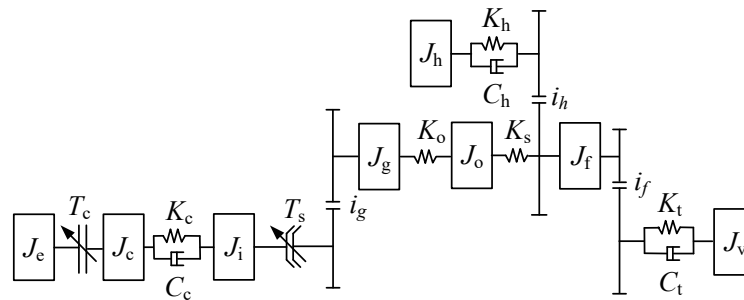 K_h
J_h
C_h
i_h
K_o
K_s
J_g
J_o
J_f
i_g
i_f
T_c
K_c
T_s
K_t
J_e
J_c
J_i
J_v
C_c
C_t